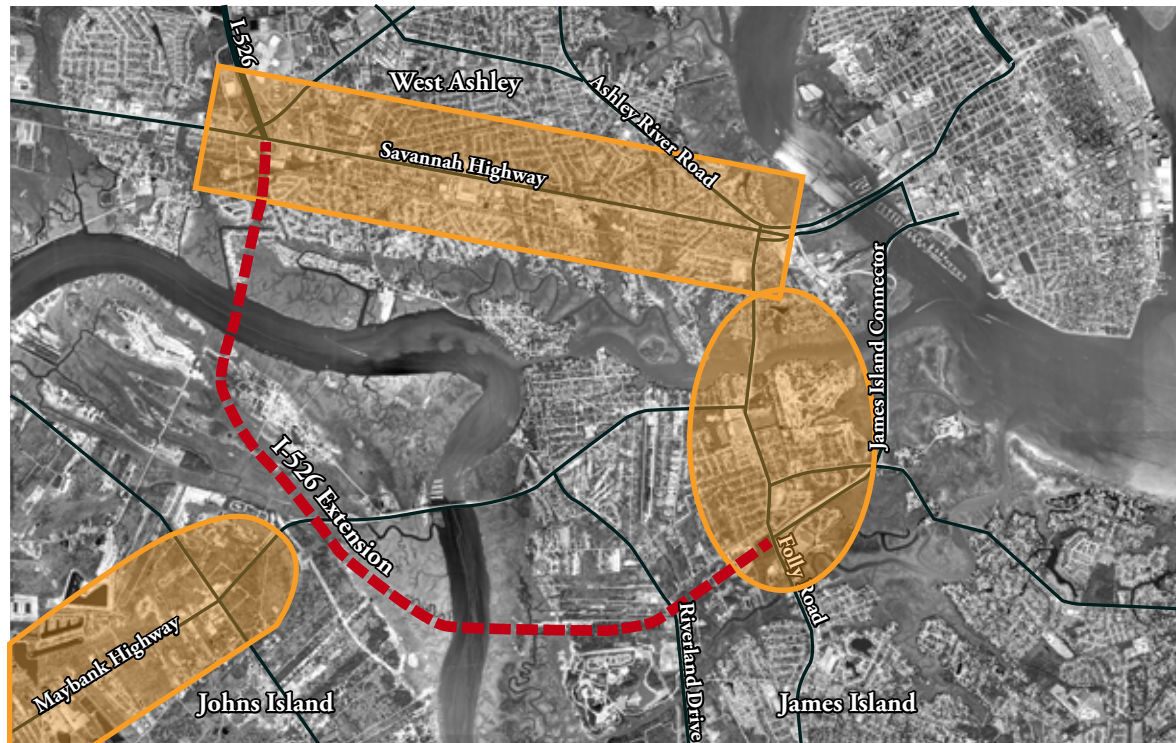 I-526
West Ashley
Ashley River Road
Savannah Highway
James Island Connector
I-526 Extension
Folly Road
Maybank Highway
Riverland Drive
Johns Island
James Island